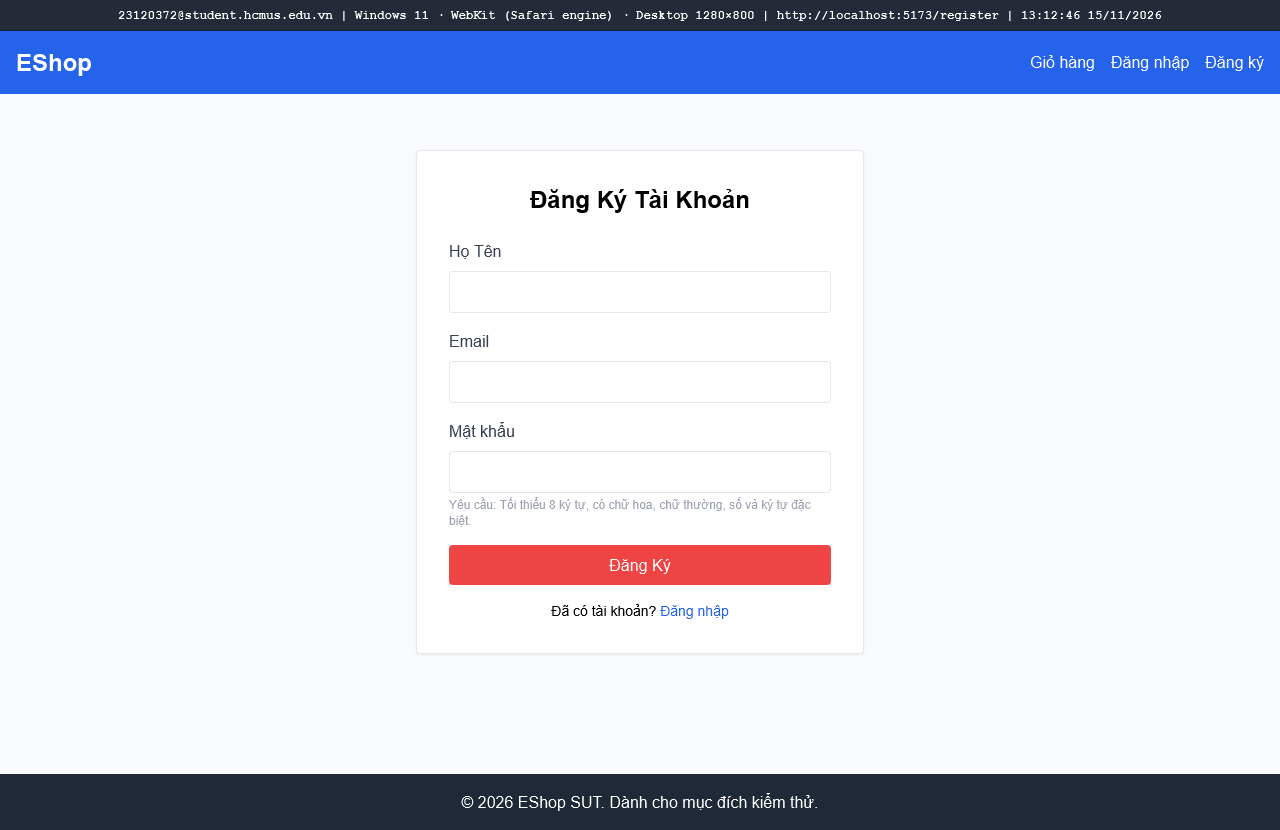 23120372@student.hcmus.edu.vn | Windows 11 · WebKit (Safari engine) · Desktop 1280×800 | http://localhost:5173/register | 13:12:46 15/11/2026
EShop
Giỏ hàng Đăng nhập Đăng ký
Đăng Ký Tài Khoản
Họ Tên
Email
Mật khẩu
Yêu cầu: Tối thiểu 8 ký tự, có chữ hoa, chữ thường, số và ký tự đặc
biệt.
Đăng Ký
Đã có tài khoản? Đăng nhập
© 2026 EShop SUT. Dành cho mục đích kiểm thử.